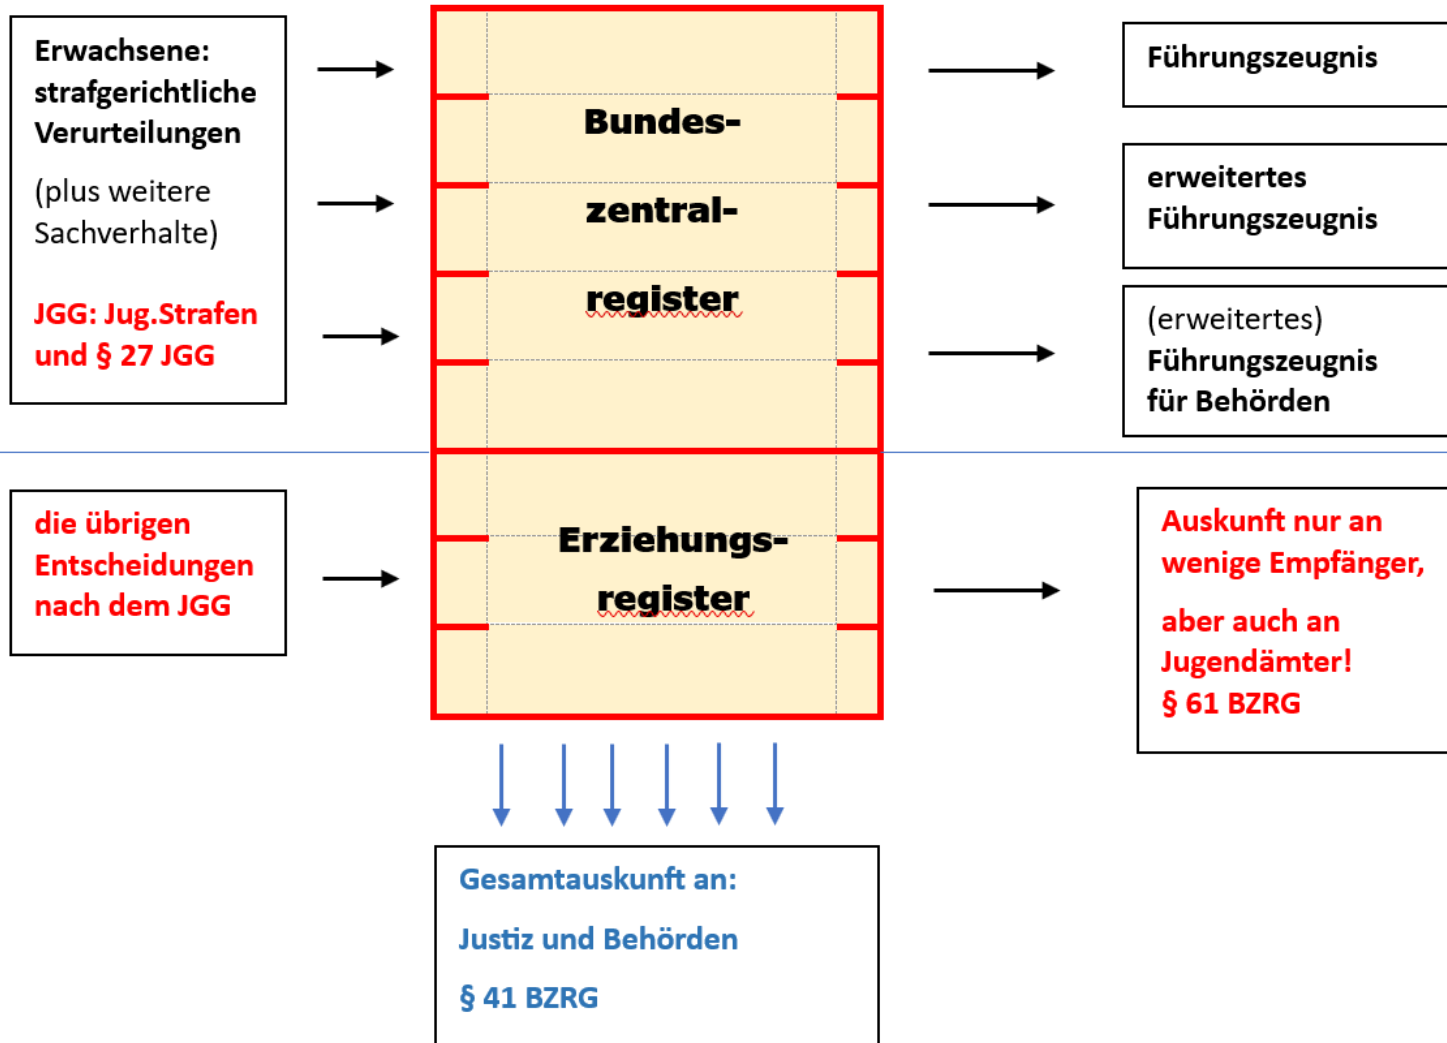 Erwachsene:
strafgerichtliche
Verurteilungen
(plus weitere
Sachverhalte)
JGG: Jug.Strafen
und § 27 JGG
Bundes-
zentral-
register
Führungszeugnis
erweitertes
Führungszeugnis
(erweitertes)
Führungszeugnis
für Behörden
die übrigen
Entscheidungen
nach dem JGG
Erziehungs-
register
Auskunft nur an
wenige Empfänger,
aber auch an
Jugendämter!
§ 61 BZRG
Gesamtauskunft an:
Justiz und Behörden
§ 41 BZRG